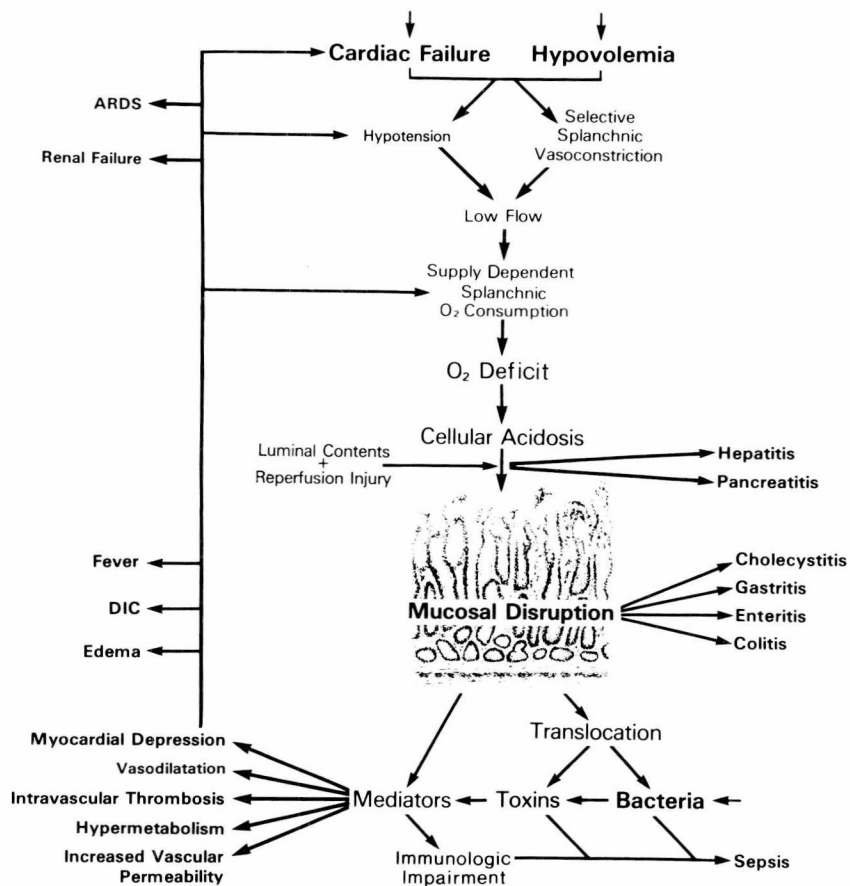 Cardiac Failure
Hypovolemia
ARDS
Renal Failure
Hypotension
Selective
Splanchnic
Vasoconstriction
Low Flow
Supply Dependent
Splanchnic
O₂ Consumption
O₂ Deficit
Cellular Acidosis
Luminal Contents
+
Reperfusion Injury
Hepatitis
Pancreatitis
Fever
DIC
Edema
Mucosal Disruption
Cholecystitis
Gastritis
Enteritis
Colitis
Translocation
Myocardial Depression
Vasodilatation
Intravascular Thrombosis
Hypermetabolism
Increased Vascular
Permeability
Mediators
Toxins
Bacteria
Immunologic
Impairment
Sepsis